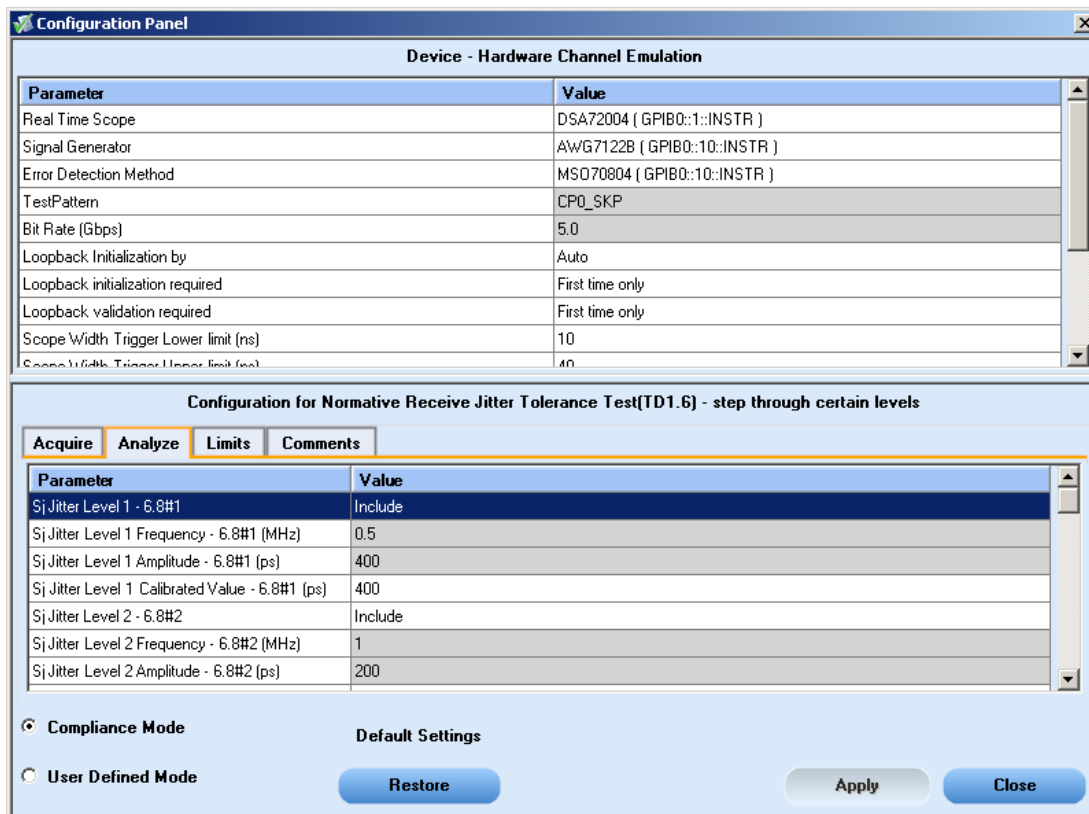 Configuration Panel
Device - Hardware Channel Emulation
Parameter Value
Real Time Scope DSA72004 ( GPIB0::1::INSTR )
Signal Generator AWG7122B ( GPIB0::10::INSTR )
Error Detection Method MSO70804 ( GPIB0::10::INSTR )
TestPattern CP0_SKP
Bit Rate (Gbps) 5.0
Loopback Initialization by Auto
Loopback initialization required First time only
Loopback validation required First time only
Scope Width Trigger Lower limit (ns) 10
Scope Width Trigger Upper limit (ns) 40
Configuration for Normative Receive Jitter Tolerance Test(TD1.6) - step through certain levels
Acquire Analyze Limits Comments
Parameter Value
Sj Jitter Level 1 - 6.8#1 Include
Sj Jitter Level 1 Frequency - 6.8#1 (MHz) 0.5
Sj Jitter Level 1 Amplitude - 6.8#1 (ps) 400
Sj Jitter Level 1 Calibrated Value - 6.8#1 (ps) 400
Sj Jitter Level 2 - 6.8#2 Include
Sj Jitter Level 2 Frequency - 6.8#2 (MHz) 1
Sj Jitter Level 2 Amplitude - 6.8#2 (ps) 200
Compliance Mode Default Settings
User Defined Mode Restore Apply Close